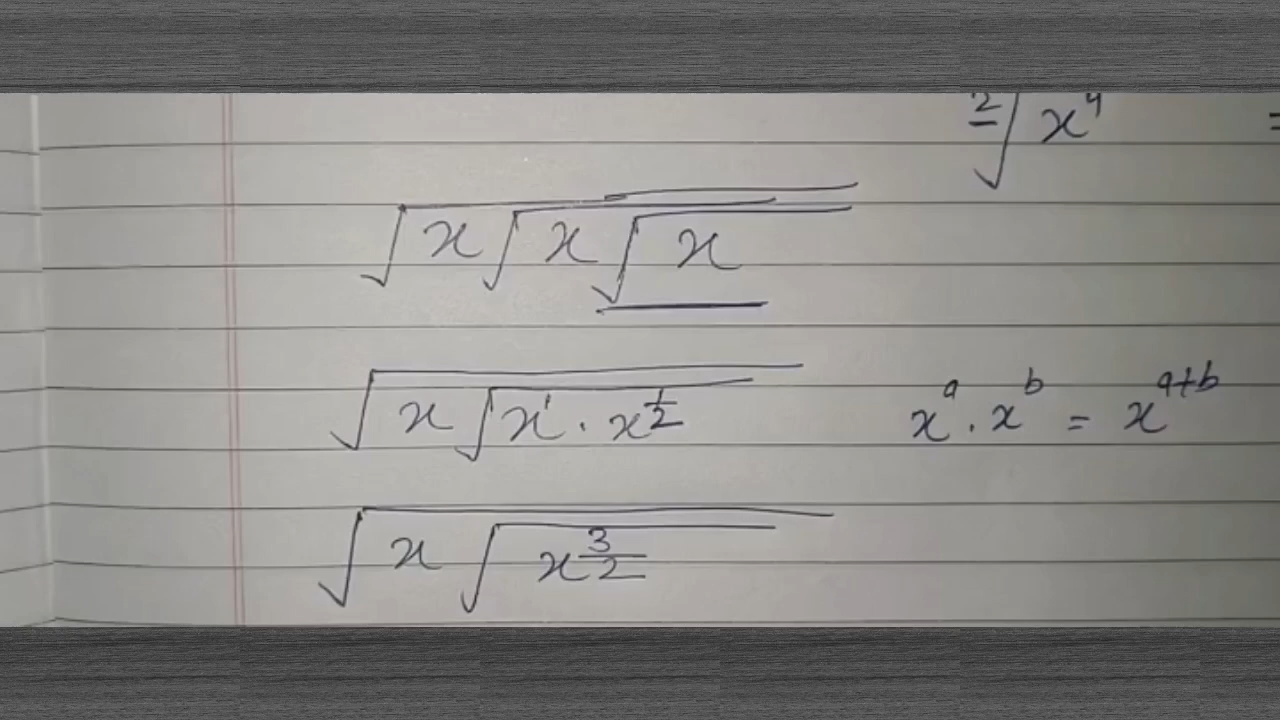 ²√x⁴ =
√(x√(x√x))
√(x√(x¹ · x^(1/2)))    xᵃ · xᵇ = xᵃ⁺ᵇ
√(x√(x^(3/2)))